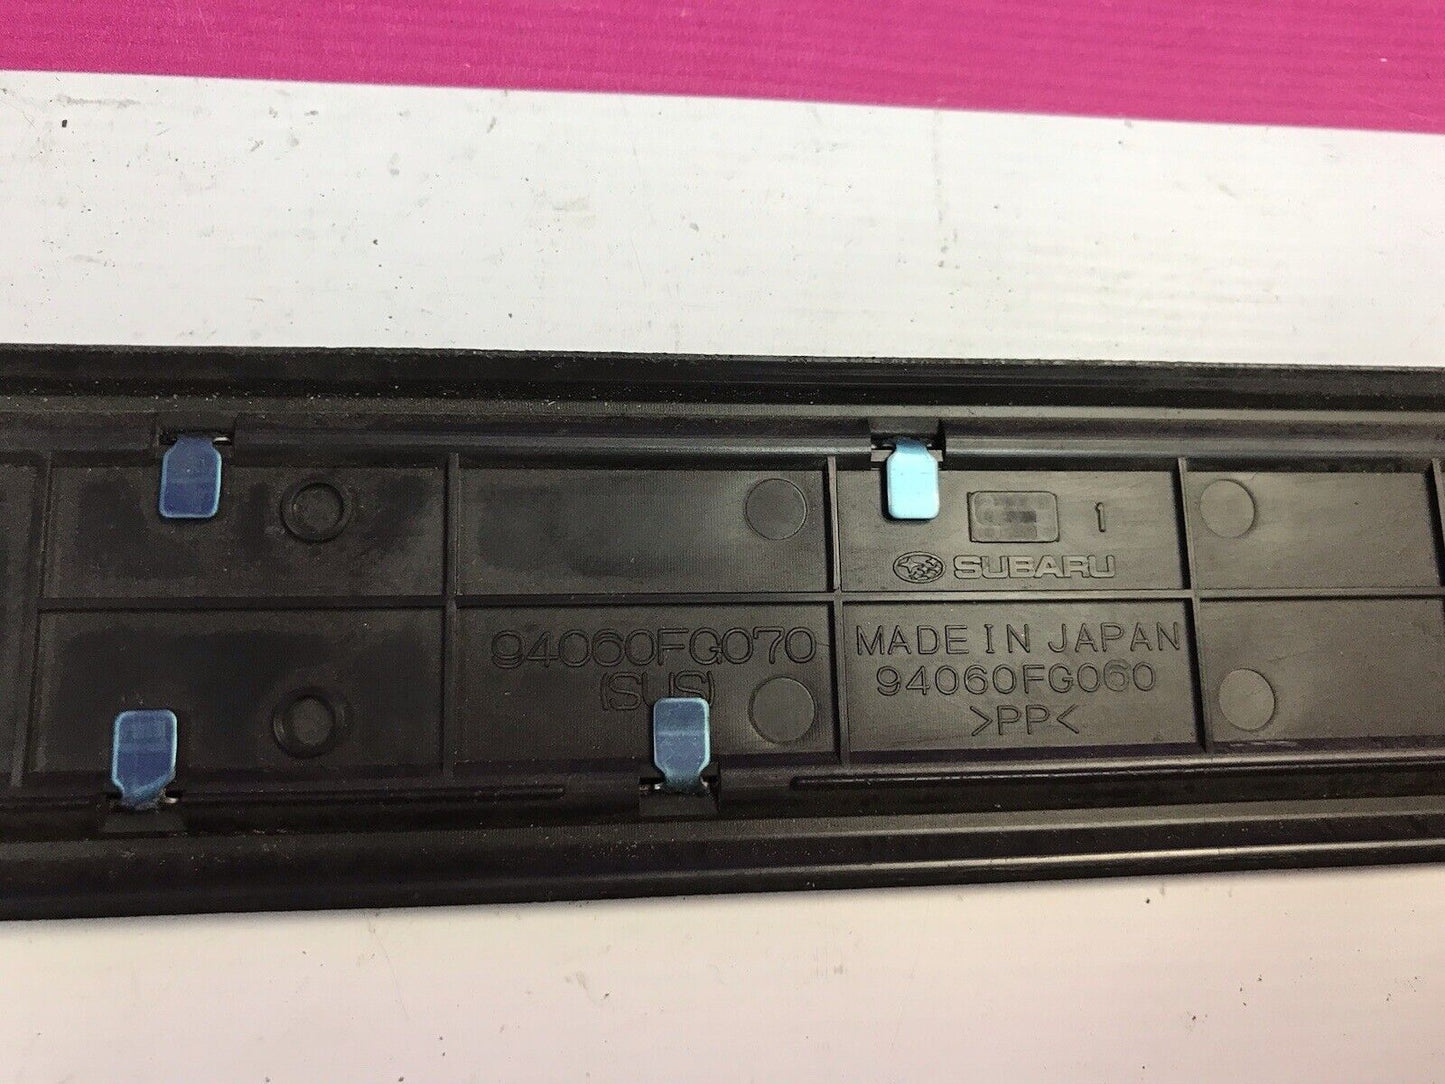 1
SUBARU
94060FG070
(SUS)
MADE IN JAPAN
94060FG060
>PP<